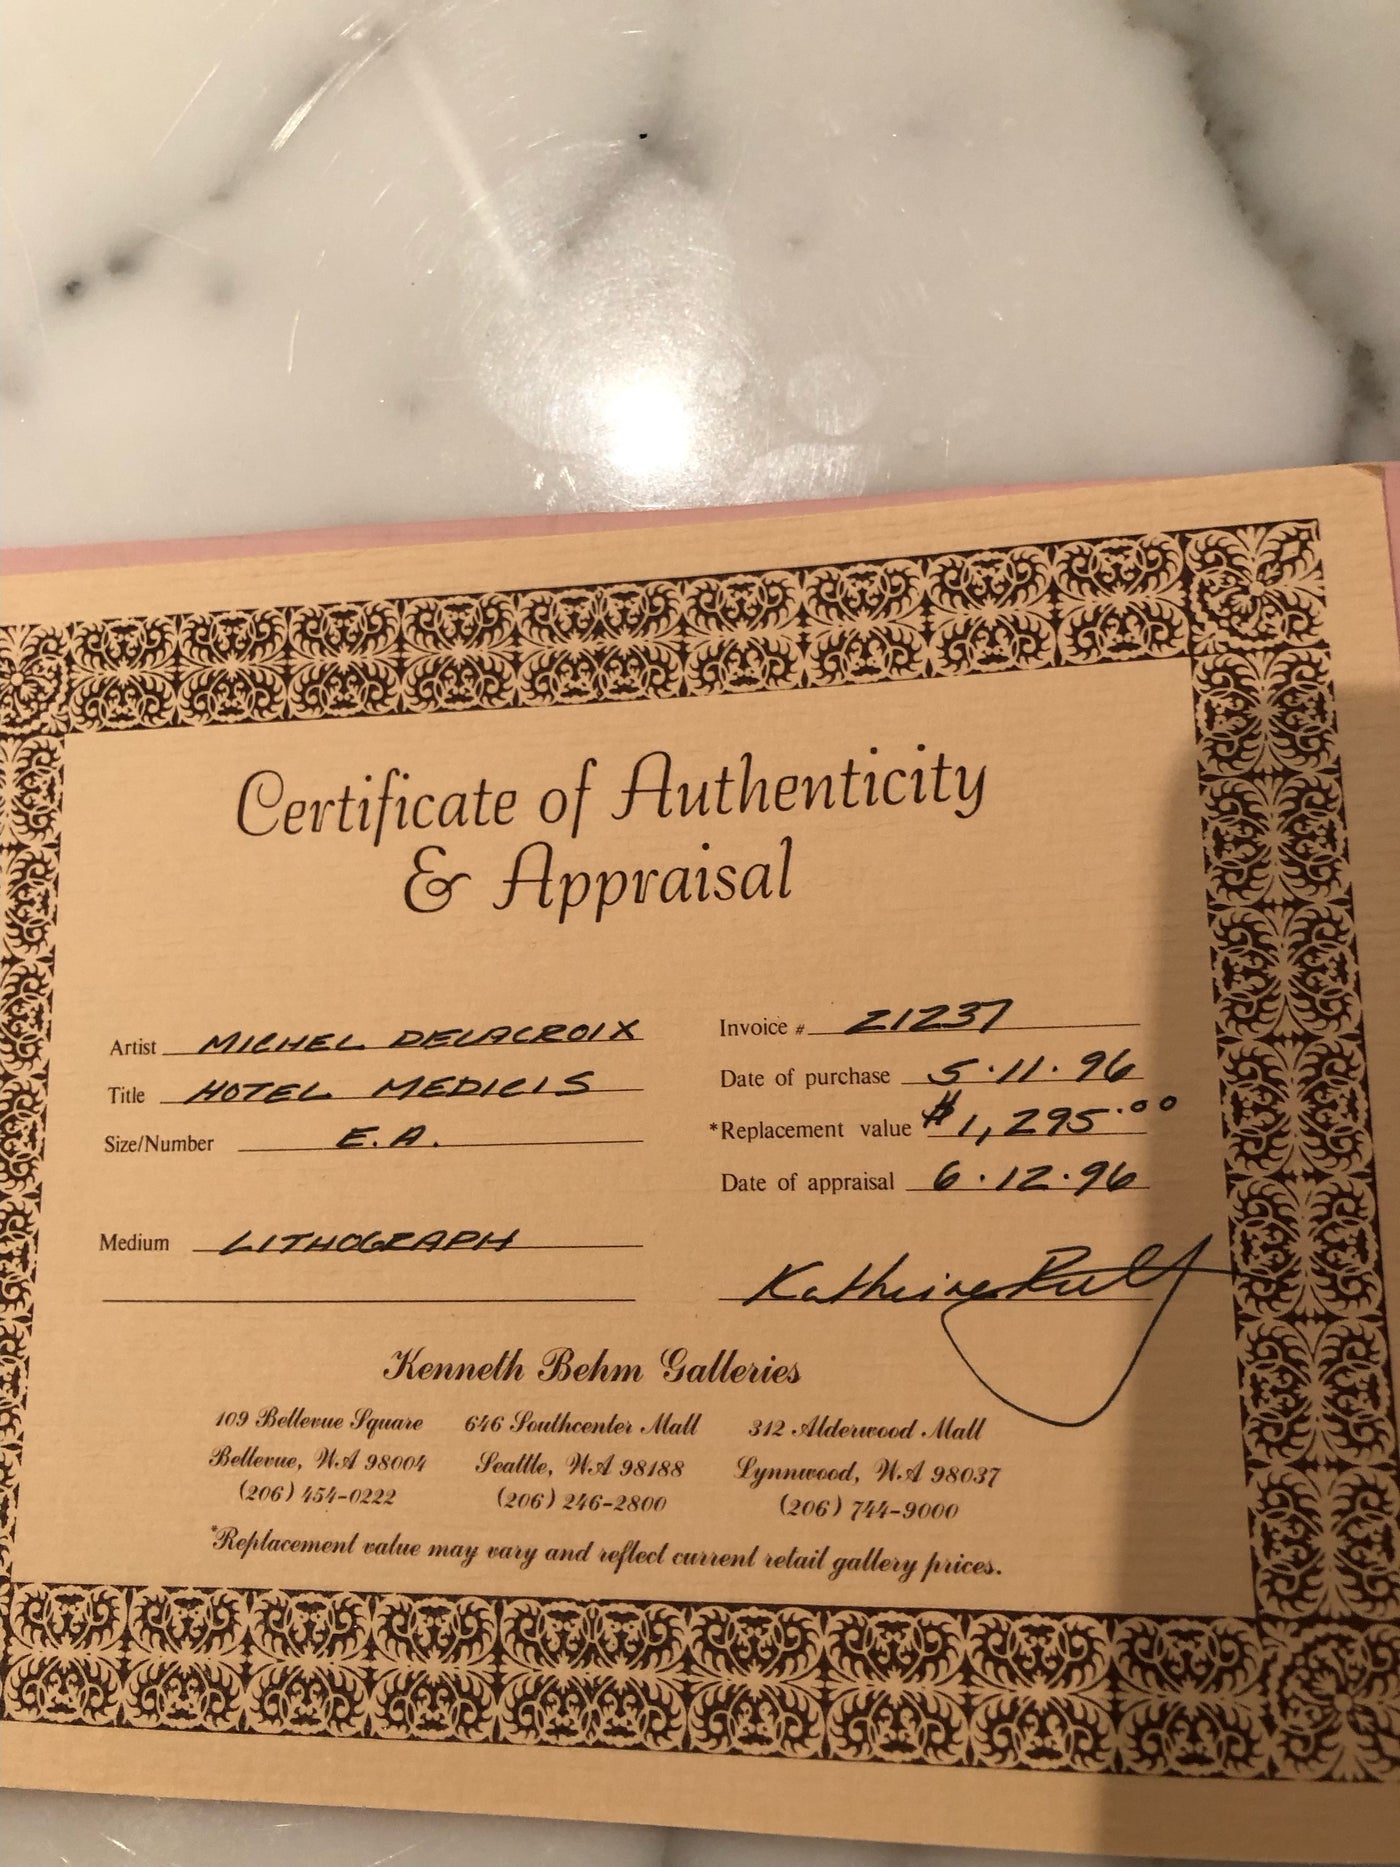 Certificate of Authenticity
& Appraisal
Artist MICHEL DELACROIX
Title HOTEL MEDICIS
Size/Number E.A.
Medium LITHOGRAPH
Invoice # 21237
Date of purchase 5·11·96
*Replacement value $1,295.00
Date of appraisal 6·12·96
Katherine
Kenneth Behm Galleries
109 Bellevue Square
Bellevue, WA 98004
(206) 454-0222
646 Southcenter Mall
Seattle, WA 98188
(206) 246-2800
312 Alderwood Mall
Lynnwood, WA 98037
(206) 744-9000
*Replacement value may vary and reflect current retail gallery prices.